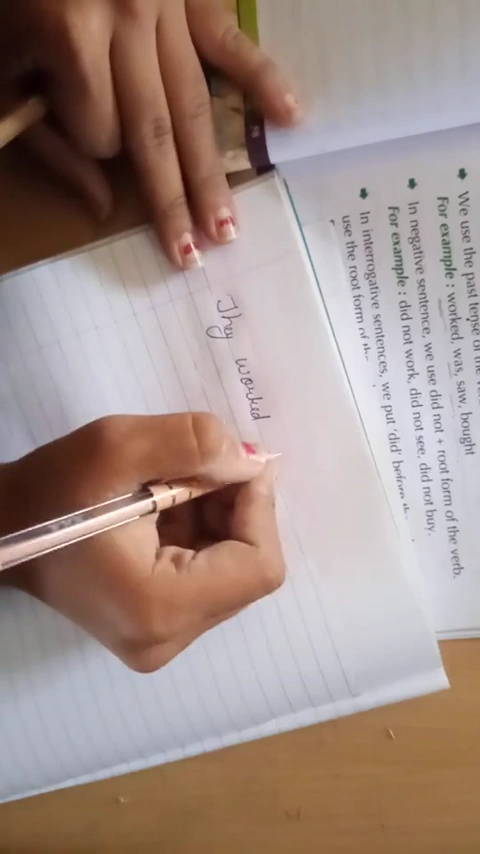 58
We use the past tense of the
For example : worked, was, saw, bought
In negative sentence, we use did not + root form of the verb.
For example : did not work, did not see, did not buy.
In interrogative sentences, we put 'did' before
use the root form of
They worked